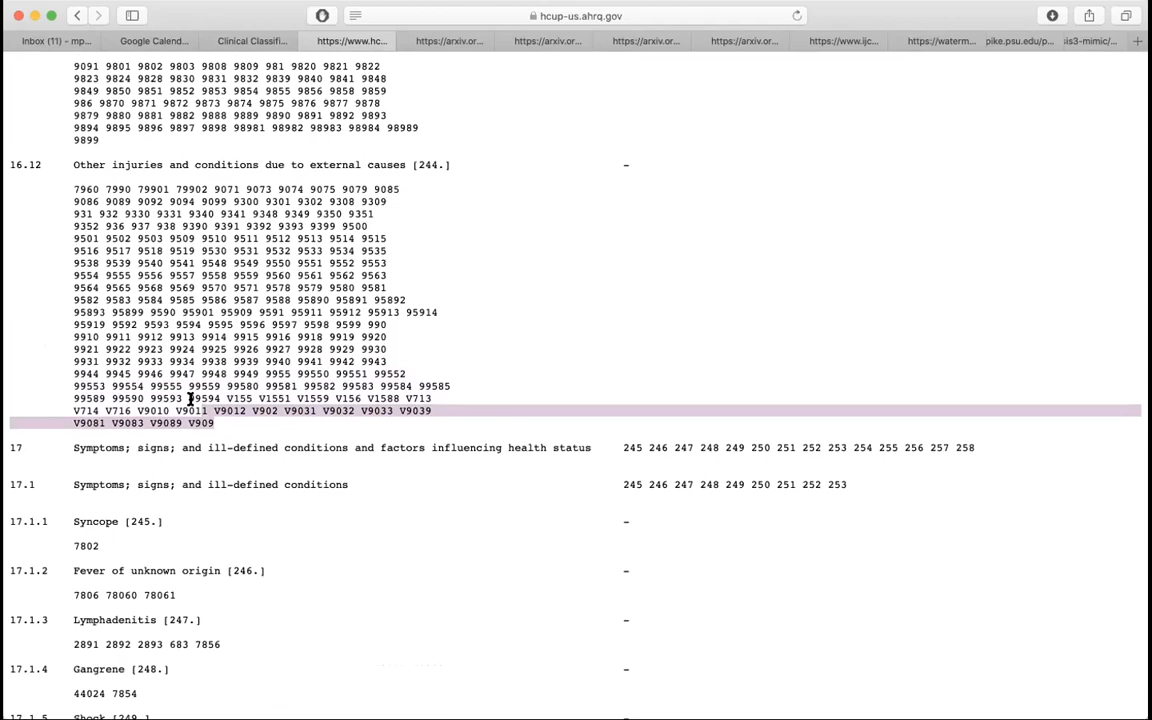 hcup-us.ahrq.gov
Inbox (11) – mp...
Google Calend...
Clinical Classifi...
https://www.hc...
https://arxiv.or...
https://arxiv.or...
https://arxiv.or...
https://arxiv.or...
https://www.ijc...
https://waterm...
pike.psu.edu/p...
sis3-mimic/...
9091 9801 9802 9803 9808 9809 981 9820 9821 9822
9823 9824 9828 9830 9831 9832 9839 9840 9841 9848
9849 9850 9851 9852 9853 9854 9855 9856 9858 9859
986 9870 9871 9872 9873 9874 9875 9876 9877 9878
9879 9880 9881 9882 9888 9889 9890 9891 9892 9893
9894 9895 9896 9897 9898 98981 98982 98983 98984 98989
9899
16.12 Other injuries and conditions due to external causes [244.] -
7960 7990 79901 79902 9071 9073 9074 9075 9079 9085
9086 9089 9092 9094 9099 9300 9301 9302 9308 9309
931 932 9330 9331 9340 9341 9348 9349 9350 9351
9352 936 937 938 9390 9391 9392 9393 9399 9500
9501 9502 9503 9509 9510 9511 9512 9513 9514 9515
9516 9517 9518 9519 9530 9531 9532 9533 9534 9535
9538 9539 9540 9541 9548 9549 9550 9551 9552 9553
9554 9555 9556 9557 9558 9559 9560 9561 9562 9563
9564 9565 9568 9569 9570 9571 9578 9579 9580 9581
9582 9583 9584 9585 9586 9587 9588 95890 95891 95892
95893 95899 9590 95901 95909 9591 95911 95912 95913 95914
95919 9592 9593 9594 9595 9596 9597 9598 9599 990
9910 9911 9912 9913 9914 9915 9916 9918 9919 9920
9921 9922 9923 9924 9925 9926 9927 9928 9929 9930
9931 9932 9933 9934 9938 9939 9940 9941 9942 9943
9944 9945 9946 9947 9948 9949 9955 99550 99551 99552
99553 99554 99555 99559 99580 99581 99582 99583 99584 99585
99589 99590 99593 99594 V155 V1551 V1559 V156 V1588 V713
V714 V716 V9010 V9011 V9012 V902 V9031 V9032 V9033 V9039
V9081 V9083 V9089 V909
17 Symptoms; signs; and ill-defined conditions and factors influencing health status 245 246 247 248 249 250 251 252 253 254 255 256 257 258
17.1 Symptoms; signs; and ill-defined conditions 245 246 247 248 249 250 251 252 253
17.1.1 Syncope [245.] -
7802
17.1.2 Fever of unknown origin [246.] -
7806 78060 78061
17.1.3 Lymphadenitis [247.] -
2891 2892 2893 683 7856
17.1.4 Gangrene [248.] -
44024 7854
17.1.5 Shock [249.] -